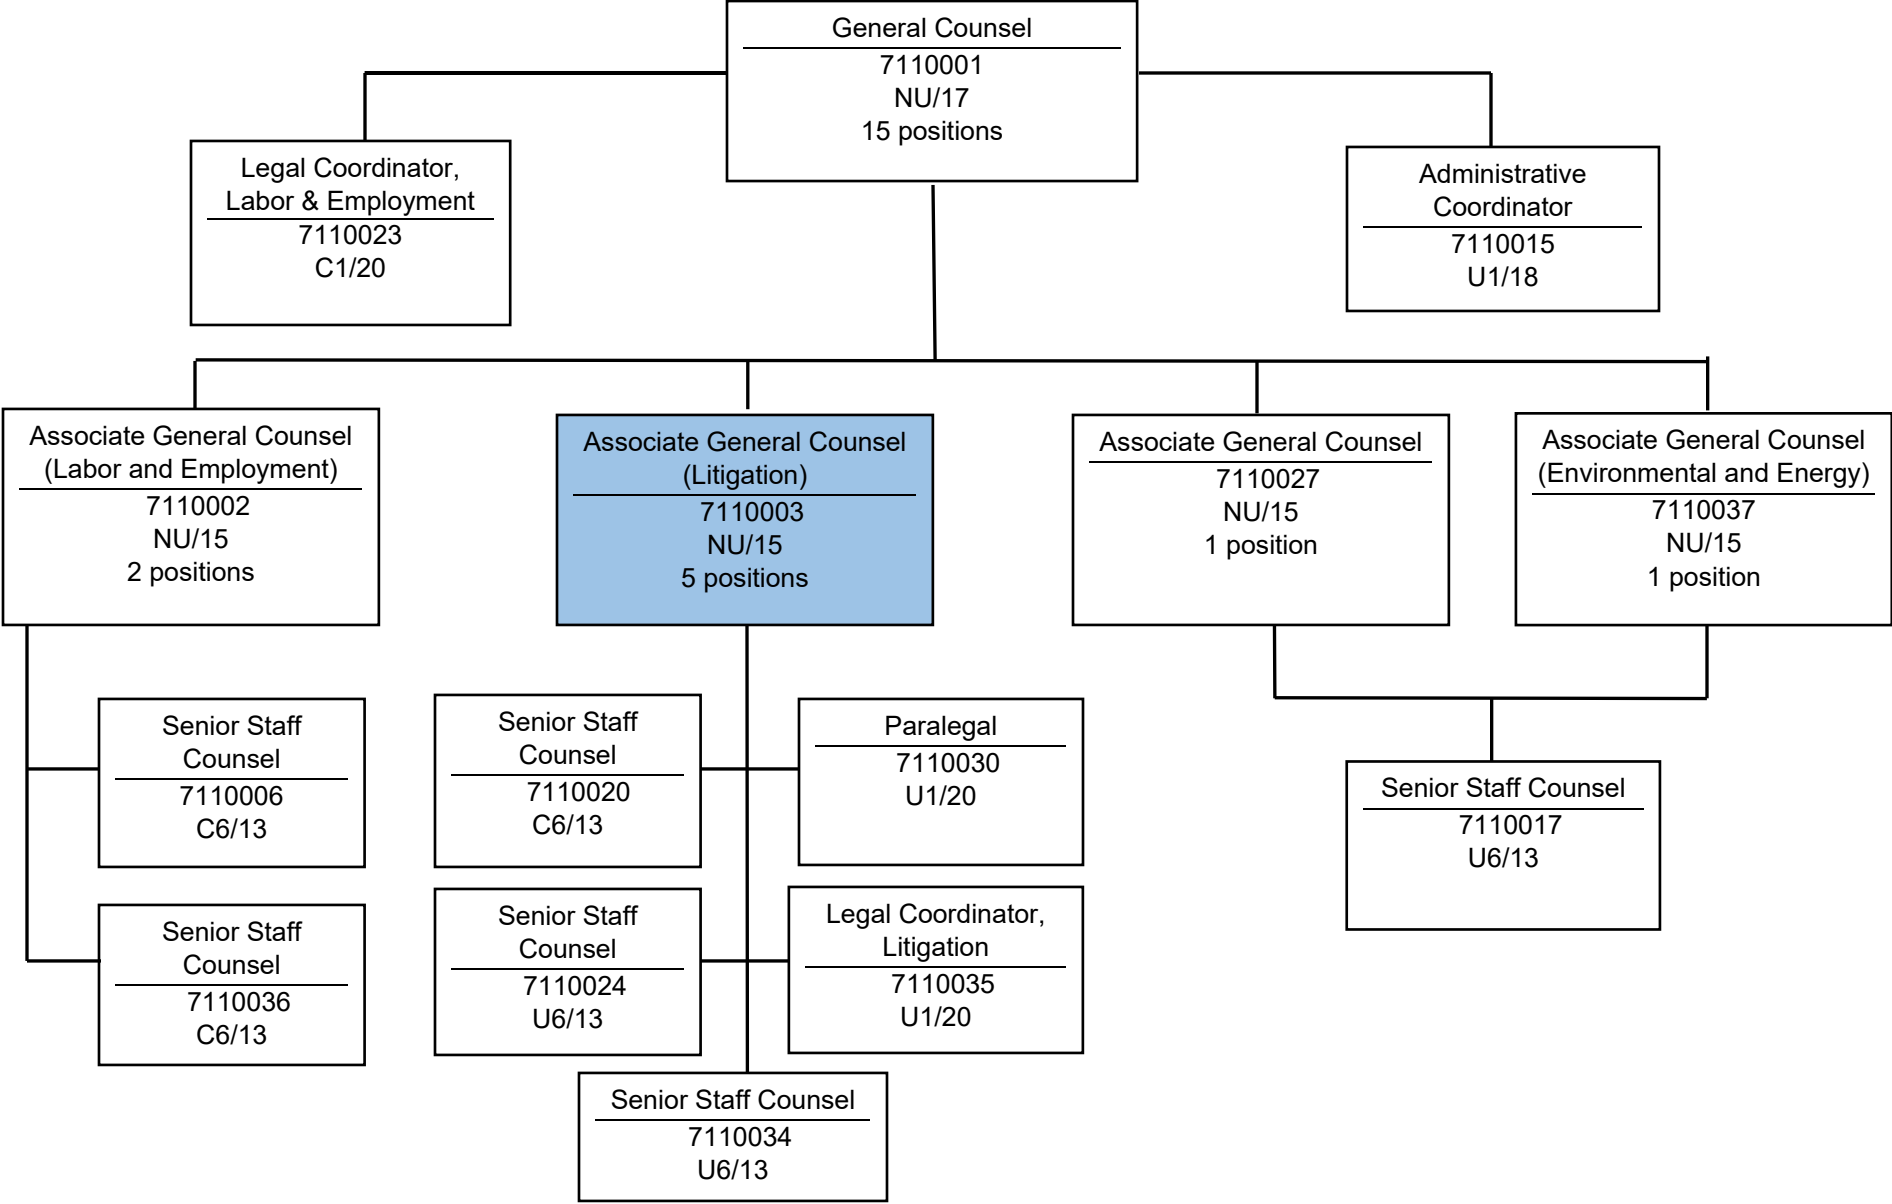 General Counsel
7110001
NU/17
15 positions
Legal Coordinator,
Labor & Employment
7110023
C1/20
Administrative
Coordinator
7110015
U1/18
Associate General Counsel
(Labor and Employment)
7110002
NU/15
2 positions
Associate General Counsel
(Litigation)
7110003
NU/15
5 positions
Associate General Counsel
7110027
NU/15
1 position
Associate General Counsel
(Environmental and Energy)
7110037
NU/15
1 position
Senior Staff
Counsel
7110006
C6/13
Senior Staff
Counsel
7110036
C6/13
Senior Staff
Counsel
7110020
C6/13
Paralegal
7110030
U1/20
Senior Staff
Counsel
7110024
U6/13
Legal Coordinator,
Litigation
7110035
U1/20
Senior Staff Counsel
7110034
U6/13
Senior Staff Counsel
7110017
U6/13